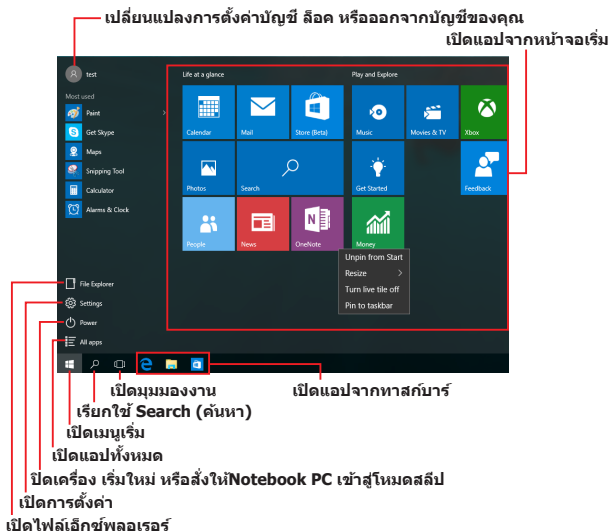 เปลี่ยนแปลงการตั้งค่าบัญชี ล็อค หรือออกจากบัญชีของคุณ
เปิดแอปจากหน้าจอเริ่ม
test
Life at a glance
Play and Explore
Most used
Paint
Get Skype
Maps
Snipping Tool
Calculator
Alarms & Clock
Calendar
Mail
Store (Beta)
Music
Movies & TV
Xbox
Photos
Search
Get Started
Feedback
People
News
OneNote
Money
Unpin from Start
Resize
Turn live tile off
Pin to taskbar
File Explorer
Settings
Power
All apps
เปิดมุมมองงาน
เปิดแอปจากทาสก์บาร์
เรียกใช้ Search (ค้นหา)
เปิดเมนูเริ่ม
เปิดแอปทั้งหมด
ปิดเครื่อง เริ่มใหม่ หรือสั่งให้Notebook PC เข้าสู่โหมดสลีป
เปิดการตั้งค่า
เปิดไฟล์เอ็กซ์พลอเรอร์